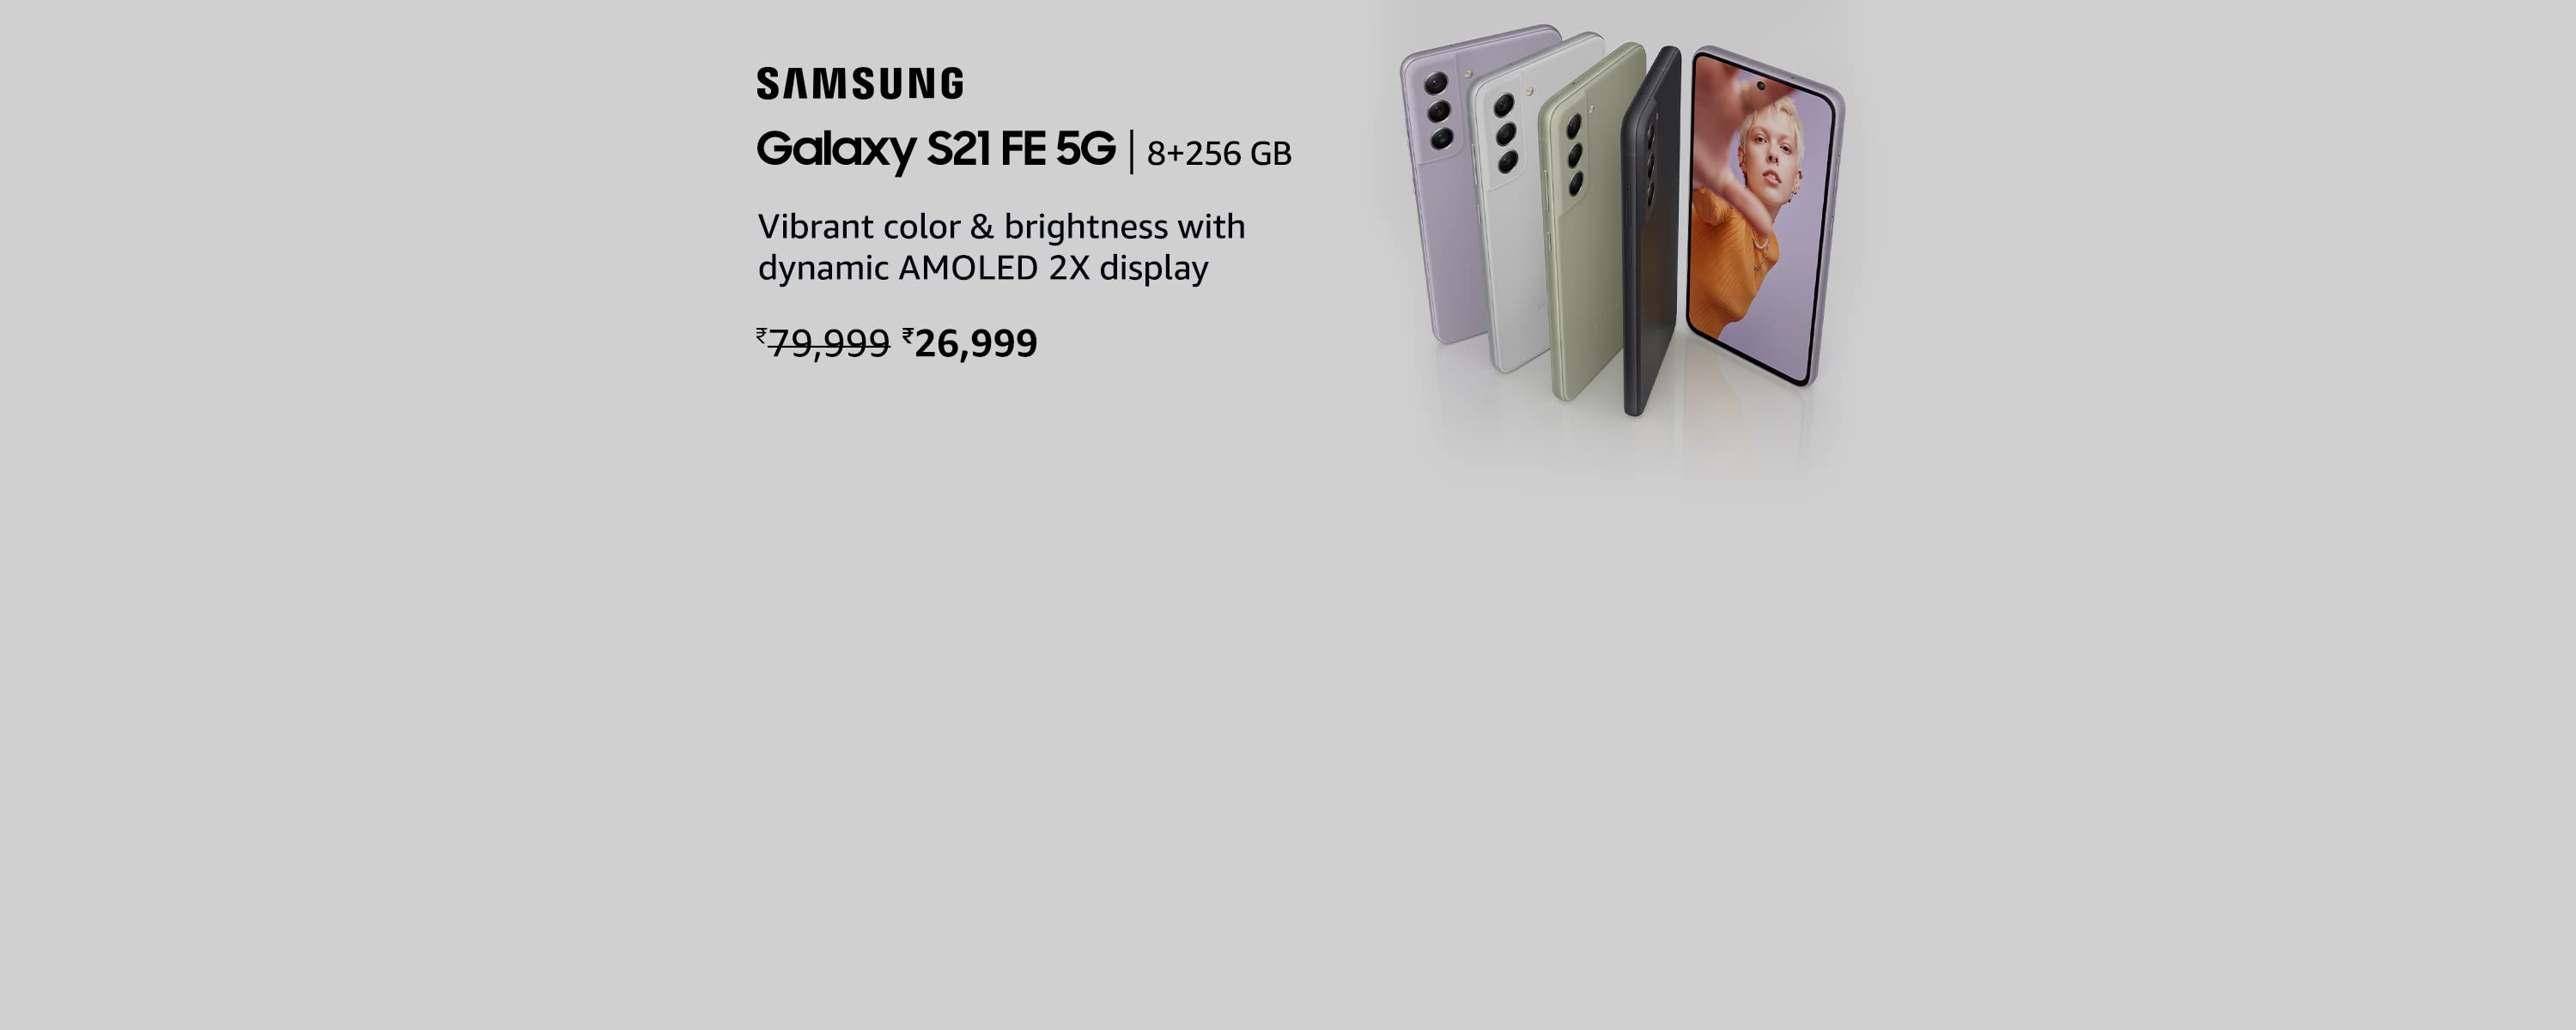 SAMSUNG
Galaxy S21 FE 5G | 8+256 GB
Vibrant color & brightness with
dynamic AMOLED 2X display
₹79,999 ₹26,999